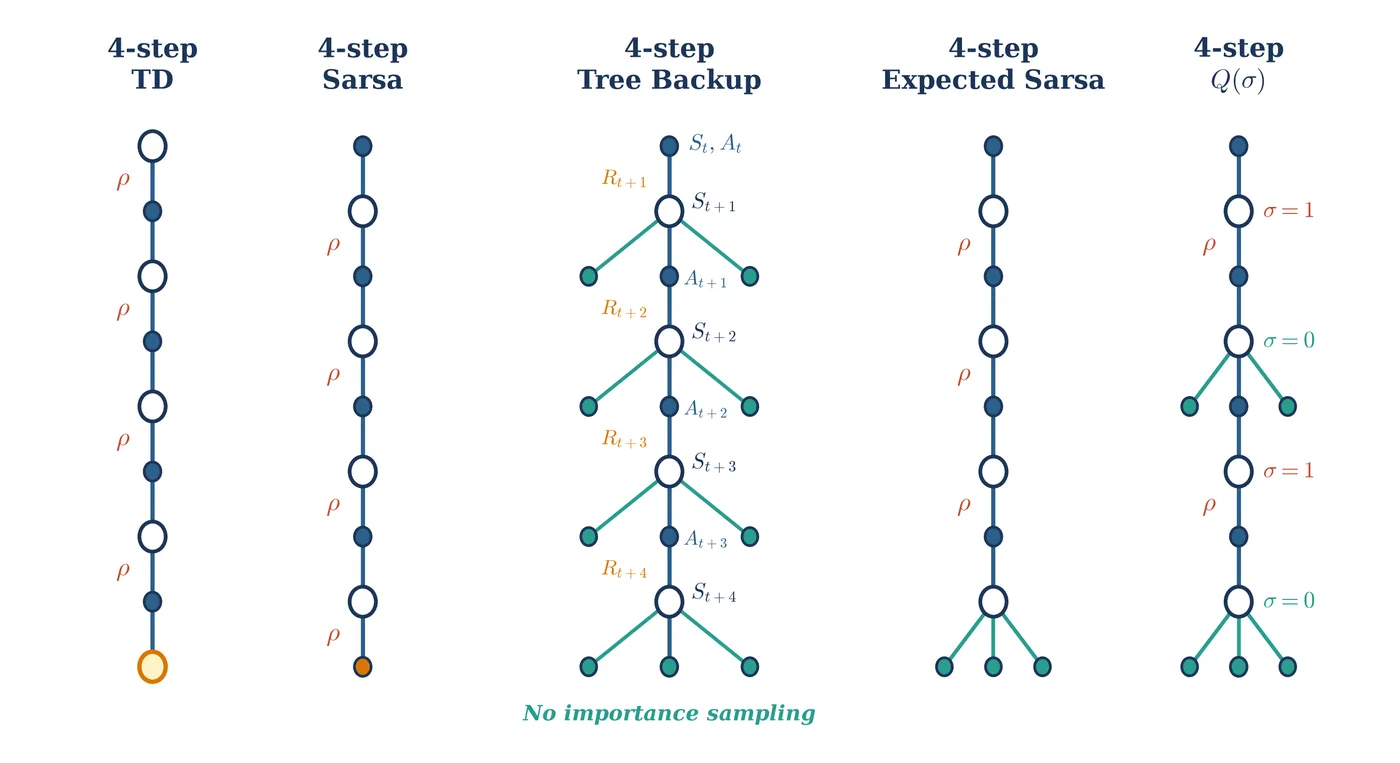 4-step
TD
ρ
ρ
ρ
ρ
4-step
Sarsa
ρ
ρ
ρ
ρ
4-step
Tree Backup
S_t, A_t
R_{t+1}
S_{t+1}
A_{t+1}
R_{t+2}
S_{t+2}
A_{t+2}
R_{t+3}
S_{t+3}
A_{t+3}
R_{t+4}
S_{t+4}
No importance sampling
4-step
Expected Sarsa
ρ
ρ
ρ
4-step
Q(σ)
σ = 1
ρ
σ = 0
σ = 1
ρ
σ = 0